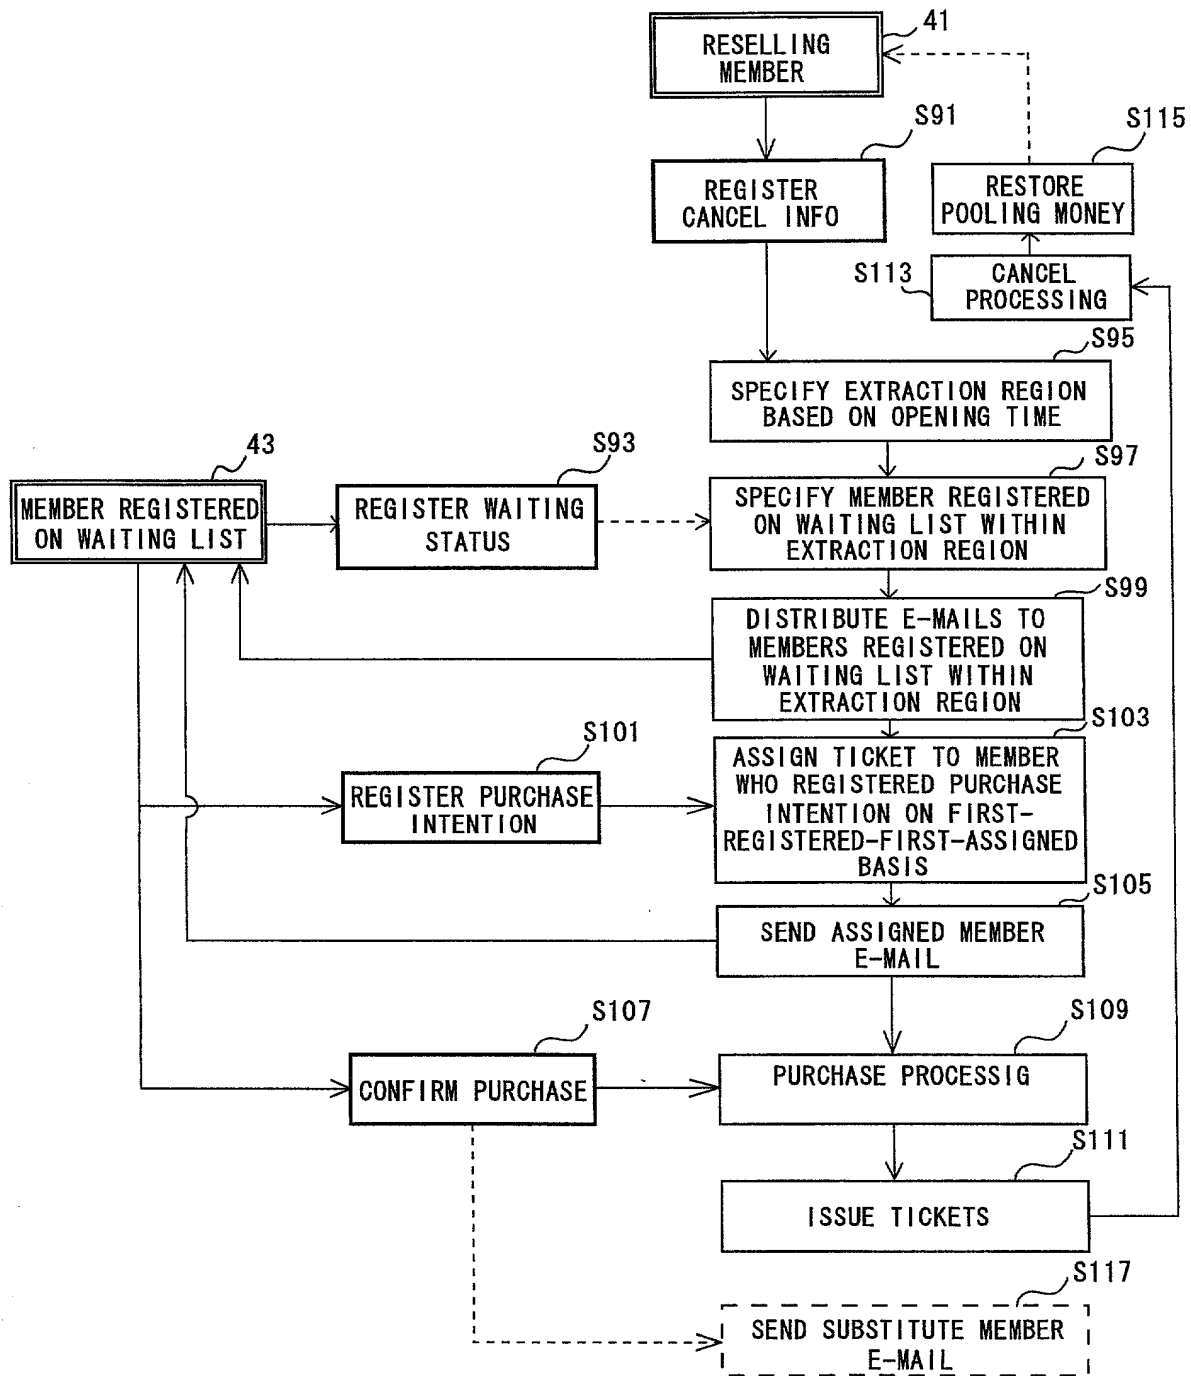 41
RESELLING
MEMBER
S91
S115
REGISTER
CANCEL INFO
RESTORE
POOLING MONEY
S113
CANCEL
PROCESSING
S95
SPECIFY EXTRACTION REGION
BASED ON OPENING TIME
43
S93
S97
MEMBER REGISTERED
ON WAITING LIST
REGISTER WAITING
STATUS
SPECIFY MEMBER REGISTERED
ON WAITING LIST WITHIN
EXTRACTION REGION
S99
DISTRIBUTE E-MAILS TO
MEMBERS REGISTERED ON
WAITING LIST WITHIN
EXTRACTION REGION
S101
S103
REGISTER PURCHASE
INTENTION
ASSIGN TICKET TO MEMBER
WHO REGISTERED PURCHASE
INTENTION ON FIRST-
REGISTERED-FIRST-ASSIGNED
BASIS
S105
SEND ASSIGNED MEMBER
E-MAIL
S107
S109
CONFIRM PURCHASE
PURCHASE PROCESSIG
S111
ISSUE TICKETS
S117
SEND SUBSTITUTE MEMBER
E-MAIL